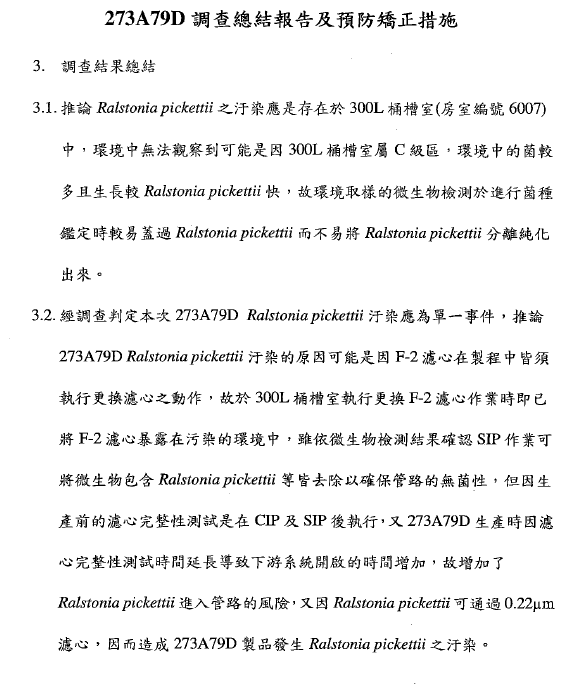 273A79D 調查總結報告及預防矯正措施
3. 調查結果總結
3.1. 推論 Ralstonia pickettii 之汙染應是存在於 300L 桶槽室(房室編號 6007)
中，環境中無法觀察到可能是因 300L 桶槽室屬 C 級區，環境中的菌較
多且生長較 Ralstonia pickettii 快，故環境取樣的微生物檢測於進行菌種
鑑定時較易蓋過 Ralstonia pickettii 而不易將 Ralstonia pickettii 分離純化
出來。
3.2. 經調查判定本次 273A79D Ralstonia pickettii 汙染應為單一事件，推論
273A79D Ralstonia pickettii 汙染的原因可能是因 F-2 濾心在製程中皆須
執行更換濾心之動作，故於 300L 桶槽室執行更換 F-2 濾心作業時即已
將 F-2 濾心暴露在污染的環境中，雖依微生物檢測結果確認 SIP 作業可
將微生物包含 Ralstonia pickettii 等皆去除以確保管路的無菌性，但因生
產前的濾心完整性測試是在 CIP 及 SIP 後執行，又 273A79D 生產時因濾
心完整性測試時間延長導致下游系統開啟的時間增加，故增加了
Ralstonia pickettii 進入管路的風險，又因 Ralstonia pickettii 可通過 0.22μm
濾心，因而造成 273A79D 製品發生 Ralstonia pickettii 之汙染。